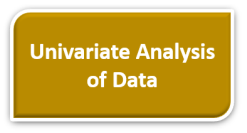 Univariate Analysis
of Data